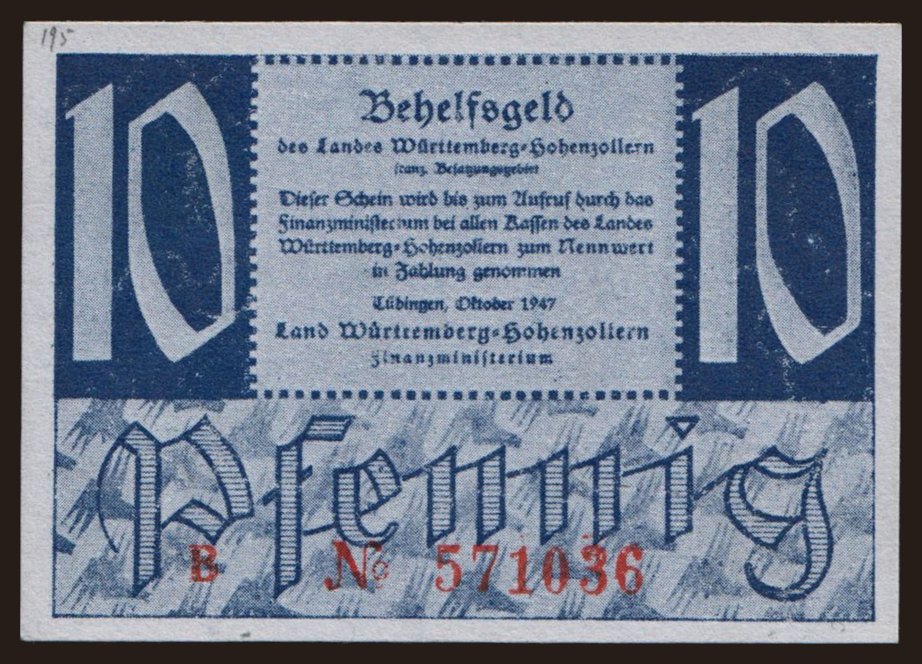 195
10 10
Behelfsgeld
des Landes Württemberg-Hohenzollern
franz. Besatzungsgebiet
Dieser Schein wird bis zum Aufruf durch das
Finanzministerium bei allen Kassen des Landes
Württemberg-Hohenzollern zum Nennwert
in Zahlung genommen
Tübingen, Oktober 1947
Land Württemberg-Hohenzollern
Finanzministerium
Pfennig
B No 571036